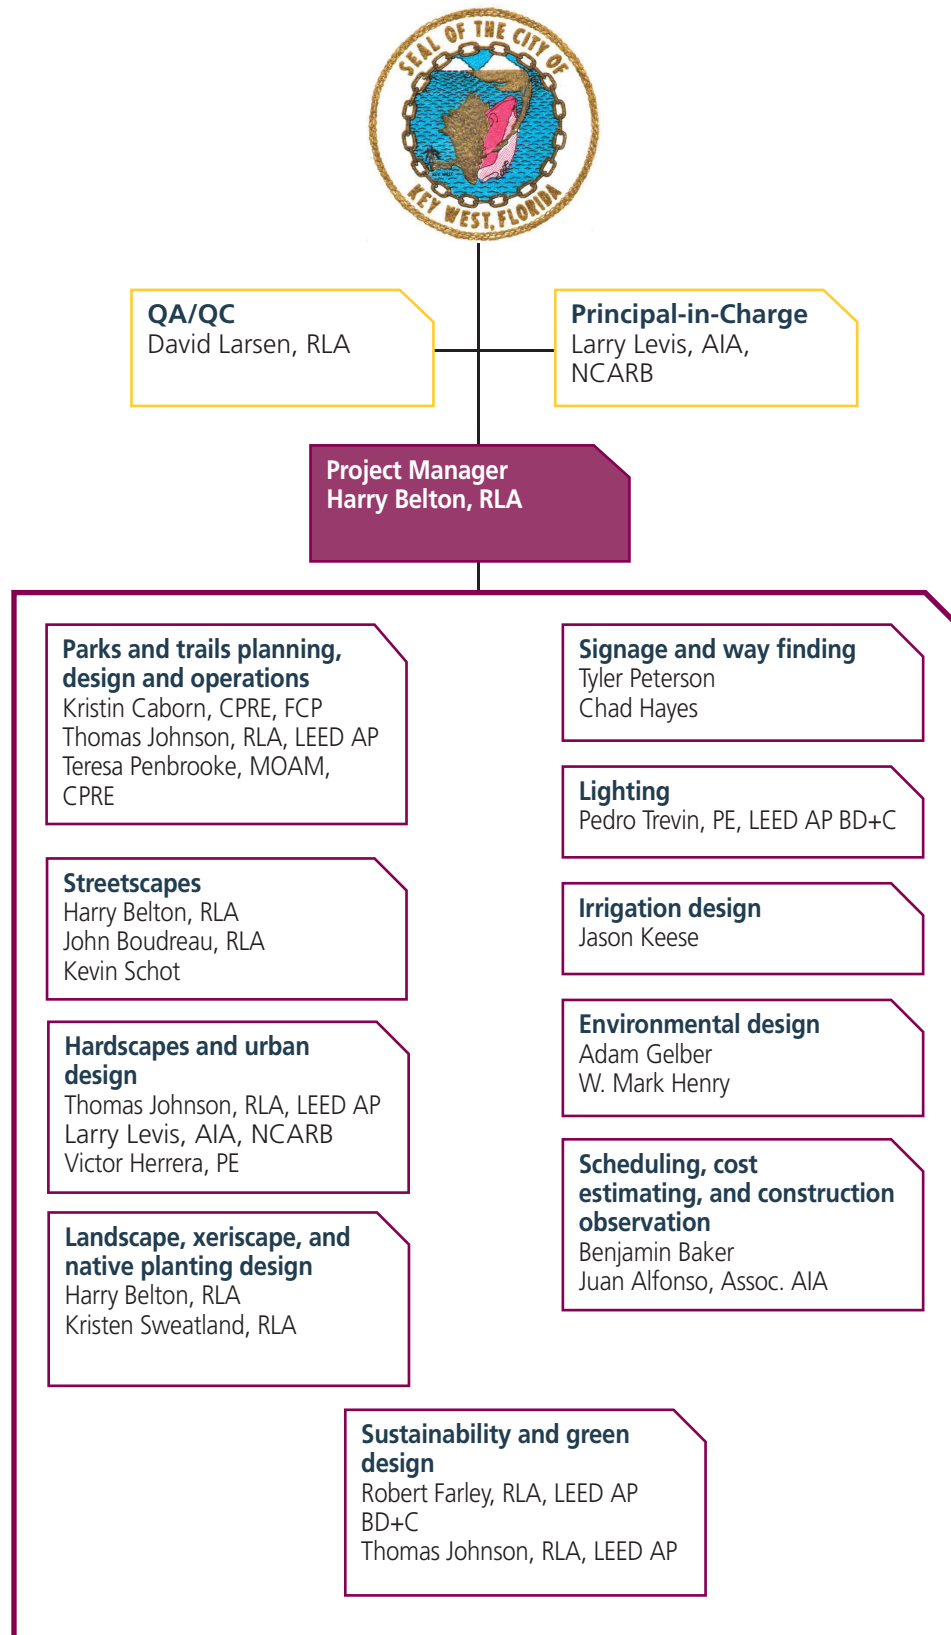 SEAL OF THE CITY OF
KEY WEST, FLORIDA
KEY WEST
QA/QC
David Larsen, RLA
Principal-in-Charge
Larry Levis, AIA,
NCARB
Project Manager
Harry Belton, RLA
Parks and trails planning,
design and operations
Kristin Caborn, CPRE, FCP
Thomas Johnson, RLA, LEED AP
Teresa Penbrooke, MOAM,
CPRE
Streetscapes
Harry Belton, RLA
John Boudreau, RLA
Kevin Schot
Hardscapes and urban
design
Thomas Johnson, RLA, LEED AP
Larry Levis, AIA, NCARB
Victor Herrera, PE
Landscape, xeriscape, and
native planting design
Harry Belton, RLA
Kristen Sweatland, RLA
Signage and way finding
Tyler Peterson
Chad Hayes
Lighting
Pedro Trevin, PE, LEED AP BD+C
Irrigation design
Jason Keese
Environmental design
Adam Gelber
W. Mark Henry
Scheduling, cost
estimating, and construction
observation
Benjamin Baker
Juan Alfonso, Assoc. AIA
Sustainability and green
design
Robert Farley, RLA, LEED AP
BD+C
Thomas Johnson, RLA, LEED AP